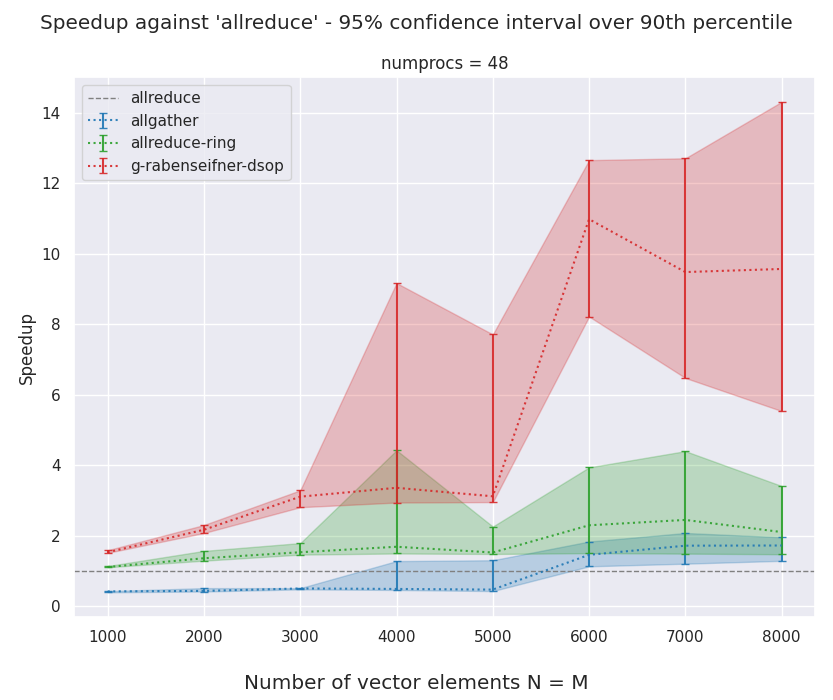 Speedup against 'allreduce' - 95% confidence interval over 90th percentile
numprocs = 48
allreduce
allgather
allreduce-ring
g-rabenseifner-dsop
Speedup
14
12
10
8
6
4
2
0
1000 2000 3000 4000 5000 6000 7000 8000
Number of vector elements N = M